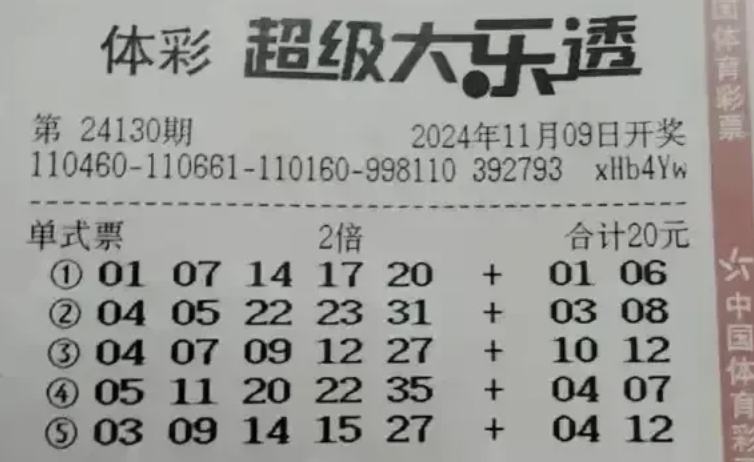 体彩 超级大乐透
第 24130期 2024年11月09日开奖
110460-110661-110160-998110 392793 xHb4Yw
单式票 2倍 合计20元
① 01 07 14 17 20 + 01 06
② 04 05 22 23 31 + 03 08
③ 04 07 09 12 27 + 10 12
④ 05 11 20 22 35 + 04 07
⑤ 03 09 14 15 27 + 04 12
国体育彩票
中国体育彩